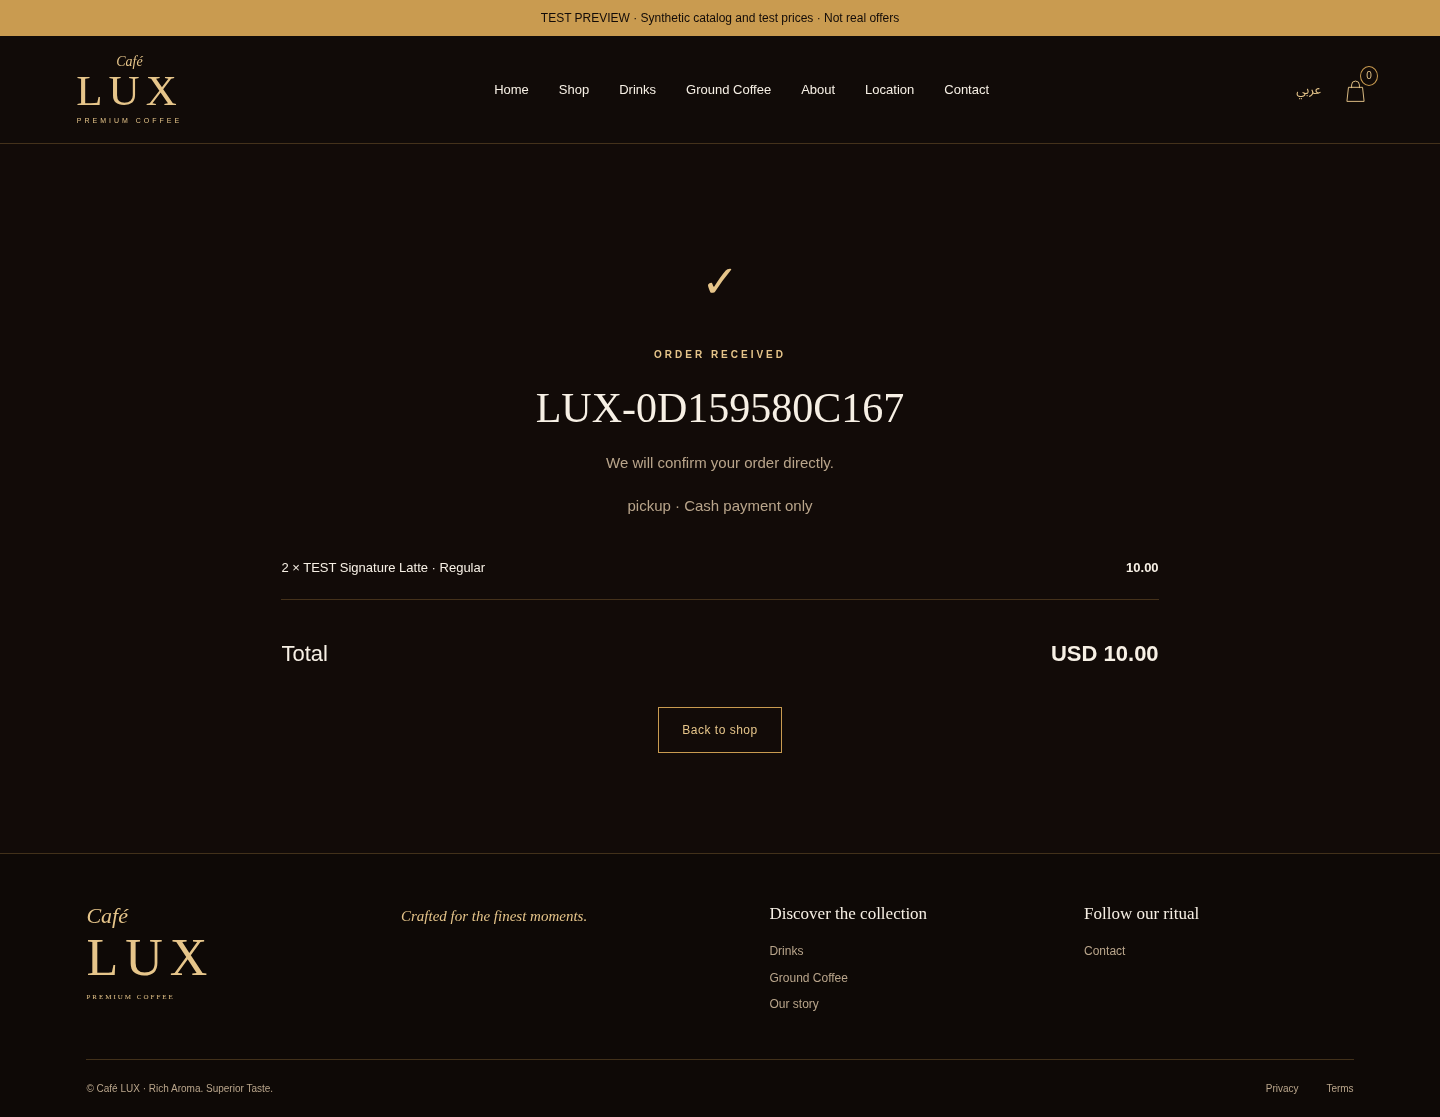 TEST PREVIEW · Synthetic catalog and test prices · Not real offers
Café
LUX
PREMIUM COFFEE
Home Shop Drinks Ground Coffee About Location Contact
عربي
0
✓
ORDER RECEIVED
LUX-0D159580C167
We will confirm your order directly.
pickup · Cash payment only
2 × TEST Signature Latte · Regular 10.00
Total USD 10.00
Back to shop
Café
LUX
PREMIUM COFFEE
Crafted for the finest moments.
Discover the collection
Drinks
Ground Coffee
Our story
Follow our ritual
Contact
© Café LUX · Rich Aroma. Superior Taste.
Privacy Terms